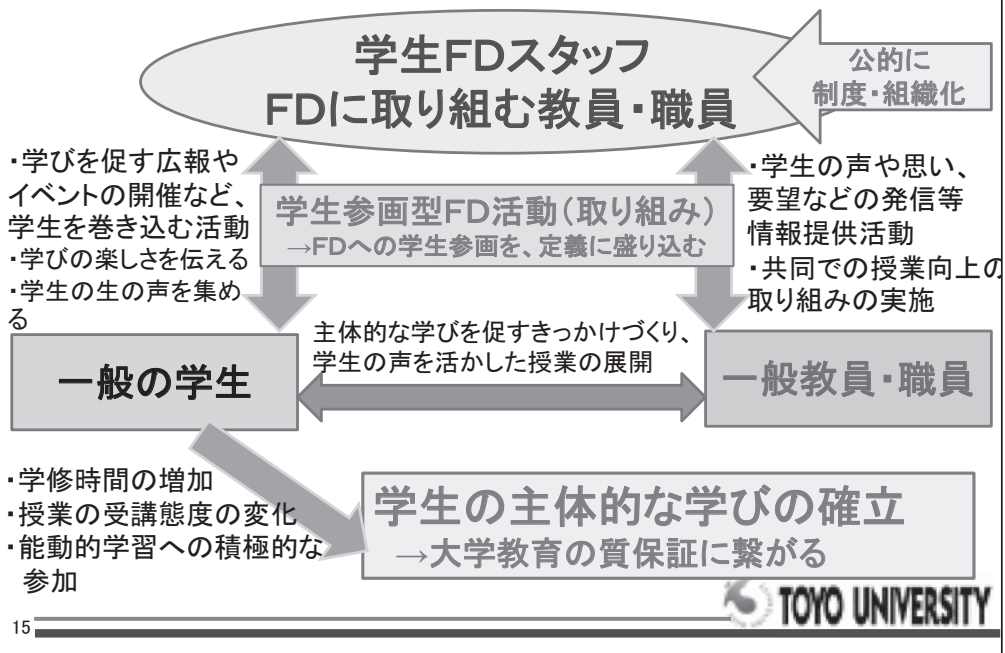 学生FDスタッフ
FDに取り組む教員・職員
公的に
制度・組織化
・学びを促す広報や
イベントの開催など、
学生を巻き込む活動
・学びの楽しさを伝える
・学生の生の声を集め
る
学生参画型FD活動(取り組み)
→FDへの学生参画を、定義に盛り込む
・学生の声や思い、
要望などの発信等
情報提供活動
・共同での授業向上の
取り組みの実施
主体的な学びを促すきっかけづくり、
学生の声を活かした授業の展開
一般の学生
一般教員・職員
・学修時間の増加
・授業の受講態度の変化
・能動的学習への積極的な
参加
学生の主体的な学びの確立
→大学教育の質保証に繋がる
TOYO UNIVERSITY
15